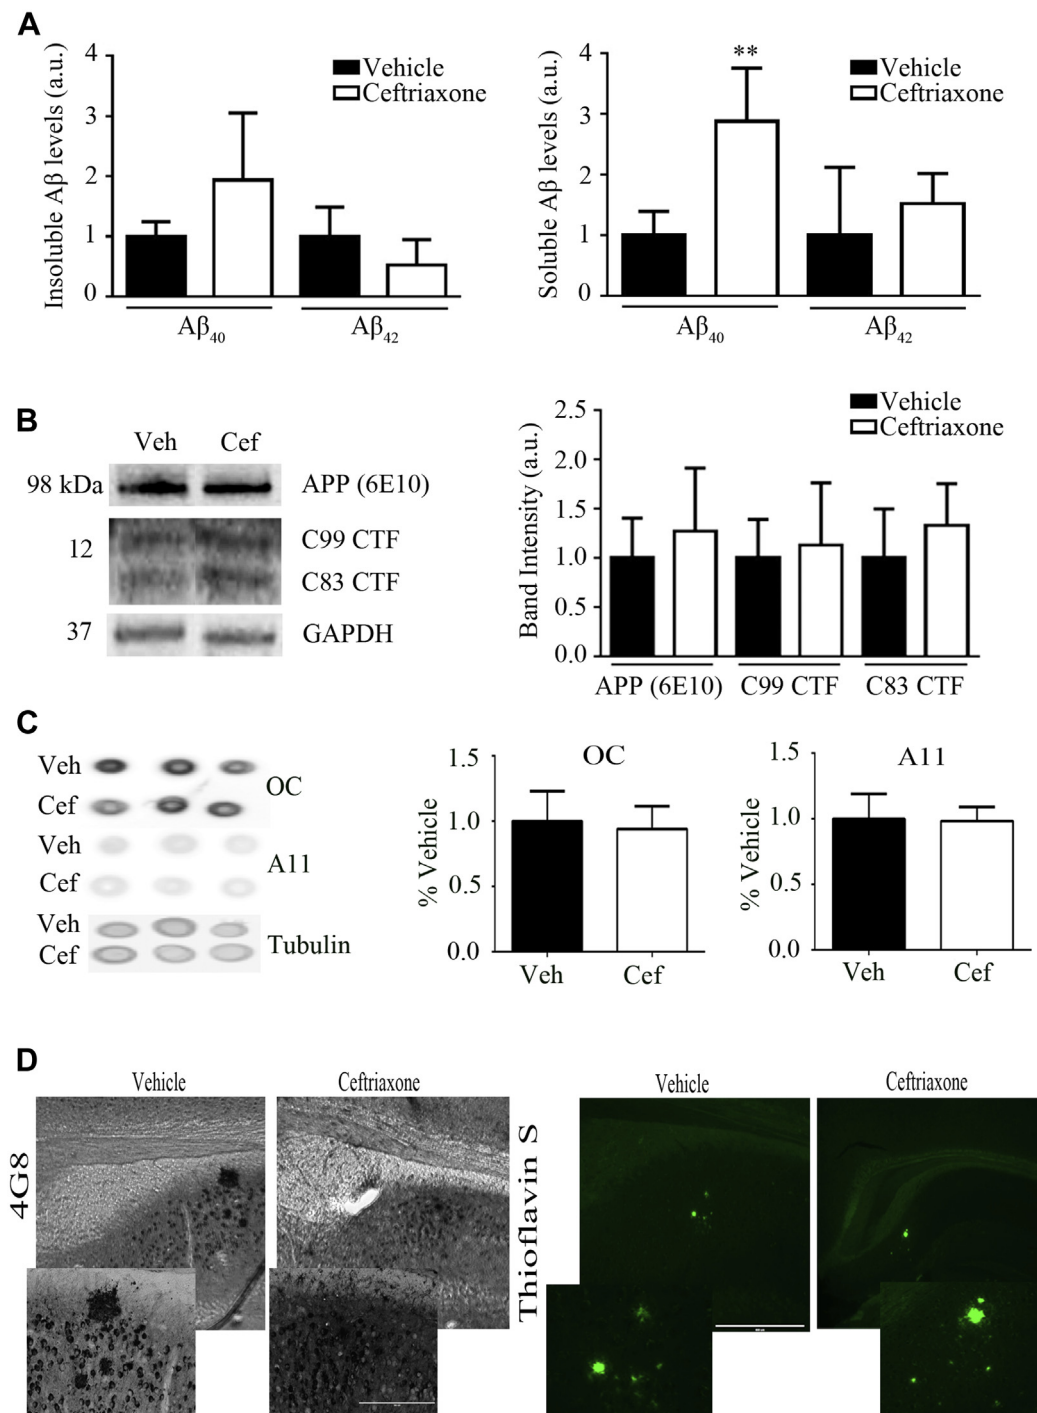 A
Insoluble Aβ levels (a.u.)
4
3
2
1
0
Vehicle
Ceftriaxone
Aβ40
Aβ42
Soluble Aβ levels (a.u.)
4
3
2
1
0
**
Vehicle
Ceftriaxone
Aβ40
Aβ42
B
Veh Cef
98 kDa APP (6E10)
12 C99 CTF
C83 CTF
37 GAPDH
Band Intensity (a.u.)
2.5
2.0
1.5
1.0
0.5
0.0
Vehicle
Ceftriaxone
APP (6E10) C99 CTF C83 CTF
C
Veh
OC
Cef
Veh
A11
Cef
Veh
Tubulin
Cef
OC
% Vehicle
1.5
1.0
0.5
0.0
Veh Cef
A11
% Vehicle
1.5
1.0
0.5
0.0
Veh Cef
D
Vehicle Ceftriaxone
4G8
Vehicle Ceftriaxone
Thioflavin S